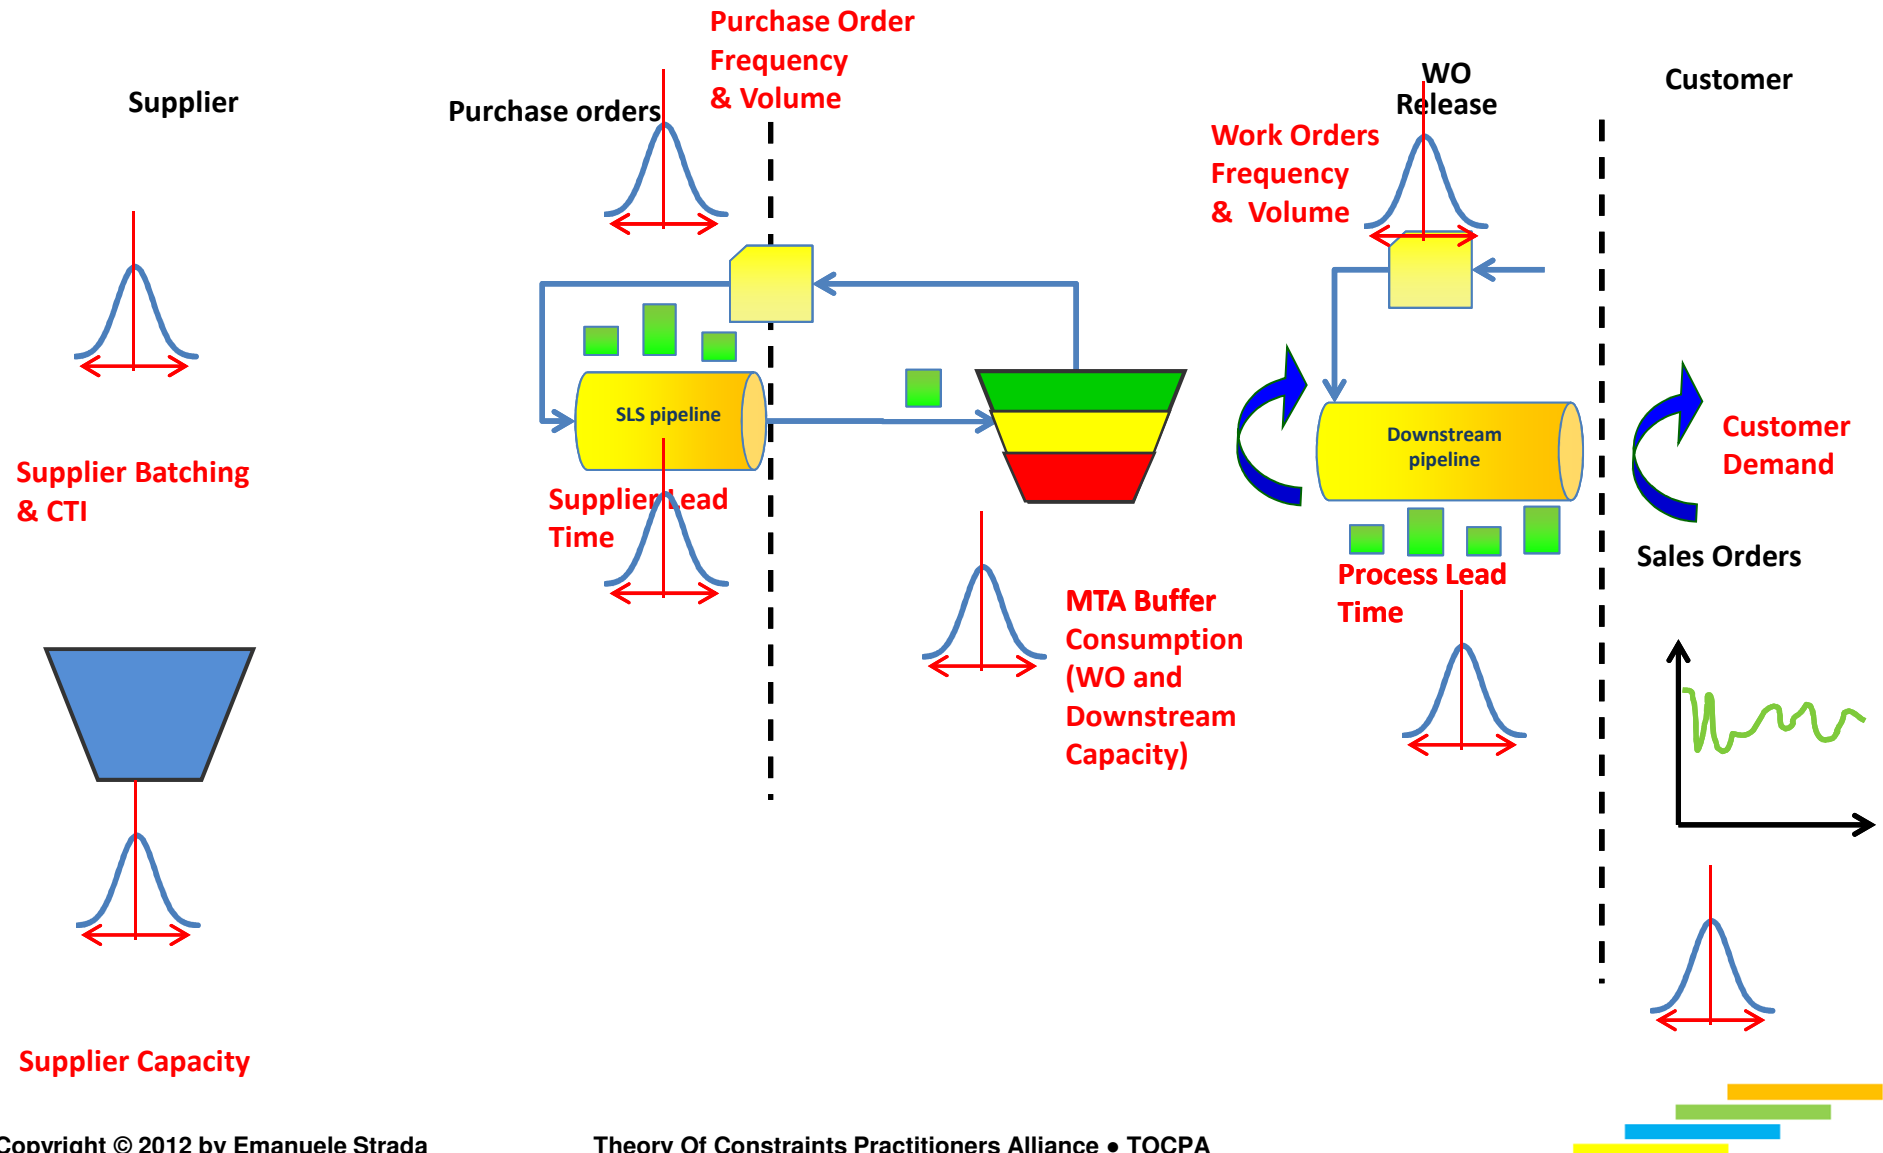 Purchase Order
Frequency
& Volume
Supplier
Purchase orders
WO
Release
Customer
Work Orders
Frequency
&  Volume
SLS pipeline
Downstream
pipeline
Customer
Demand
Supplier Batching
& CTI
Supplier Lead
Time
Sales Orders
Process Lead
Time
MTA Buffer
Consumption
(WO and
Downstream
Capacity)
Supplier Capacity
Copyright © 2012 by Emanuele Strada
Theory Of Constraints Practitioners Alliance ● TOCPA